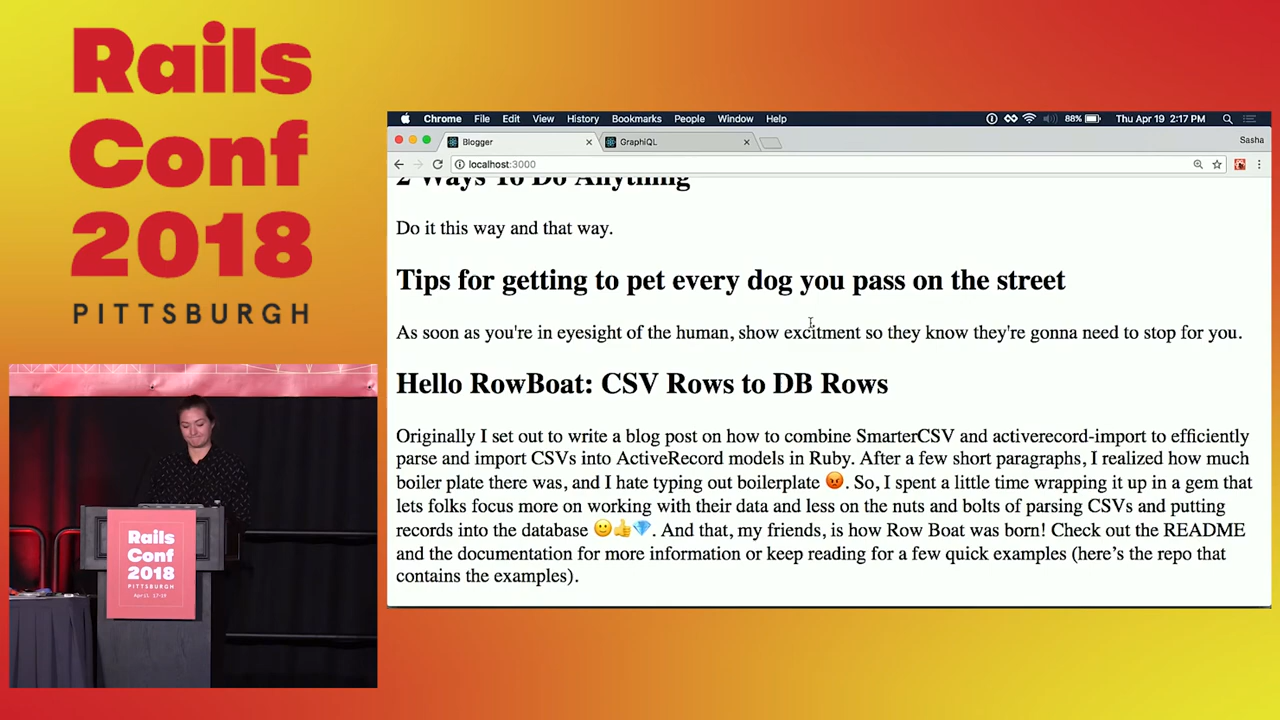 Rails
Conf
2018
PITTSBURGH
Chrome File Edit View History Bookmarks People Window Help 88% Thu Apr 19 2:17 PM
Blogger GraphiQL Sasha
localhost:3000
2 Ways To Do Anything
Do it this way and that way.
Tips for getting to pet every dog you pass on the street
As soon as you're in eyesight of the human, show excitment so they know they're gonna need to stop for you.
Hello RowBoat: CSV Rows to DB Rows
Originally I set out to write a blog post on how to combine SmarterCSV and activerecord-import to efficiently
parse and import CSVs into ActiveRecord models in Ruby. After a few short paragraphs, I realized how much
boiler plate there was, and I hate typing out boilerplate 😡. So, I spent a little time wrapping it up in a gem that
lets folks focus more on working with their data and less on the nuts and bolts of parsing CSVs and putting
records into the database 🙂👍💎. And that, my friends, is how Row Boat was born! Check out the README
and the documentation for more information or keep reading for a few quick examples (here’s the repo that
contains the examples).
Rails
Conf
2018
PITTSBURGH
April 17-19